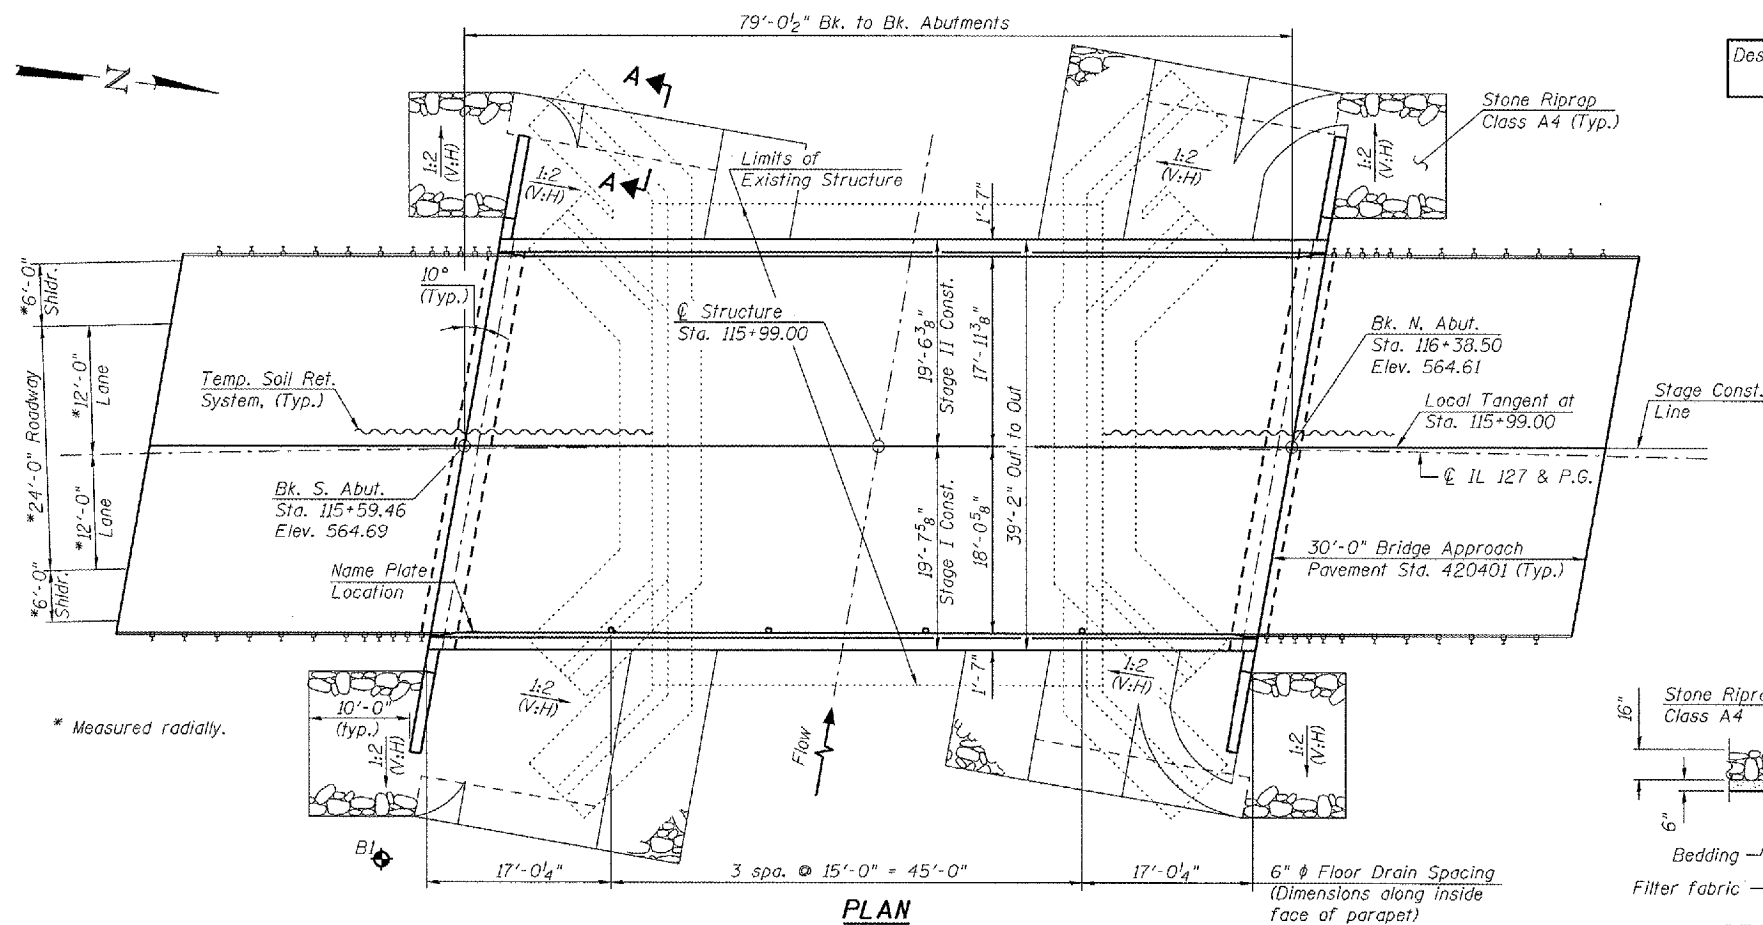 79'-0½" Bk. to Bk. Abutments
N
A
A
Des
Stone Riprap
Class A4 (Typ.)
1:2
(V:H)
1:2
(V:H)
Limits of
Existing Structure
1'-7"
1:2
(V:H)
1:2
(V:H)
*6'-0"
Shldr.
10°
(Typ.)
℄ Structure
Sta. 115+99.00
19'-6⅜"
Stage II Const.
17'-11⅜"
Bk. N. Abut.
Sta. 116+38.50
Elev. 564.61
*24'-0" Roadway
*12'-0"
Lane
Temp. Soil Ret.
System, (Typ.)
Local Tangent at
Sta. 115+99.00
Stage Const.
Line
39'-2" Out to Out
℄ IL 127 & P.G.
Bk. S. Abut.
Sta. 115+59.46
Elev. 564.69
*12'-0"
Lane
19'-7⅝"
Stage I Const.
18'-0⅝"
30'-0" Bridge Approach
Pavement Std. 420401 (Typ.)
*6'-0"
Shldr.
Name Plate
Location
1:2
(V:H)
1:2
(V:H)
1'-7"
10'-0"
(typ.)
1:2
(V:H)
1:2
(V:H)
* Measured radially.
Flow
16"
Stone Ripra
Class A4
6"
Bedding
Filter fabric
B1
17'-0¼"
3 spa. @ 15'-0" = 45'-0"
17'-0¼"
6" ϕ Floor Drain Spacing
(Dimensions along inside
face of parapet)
PLAN